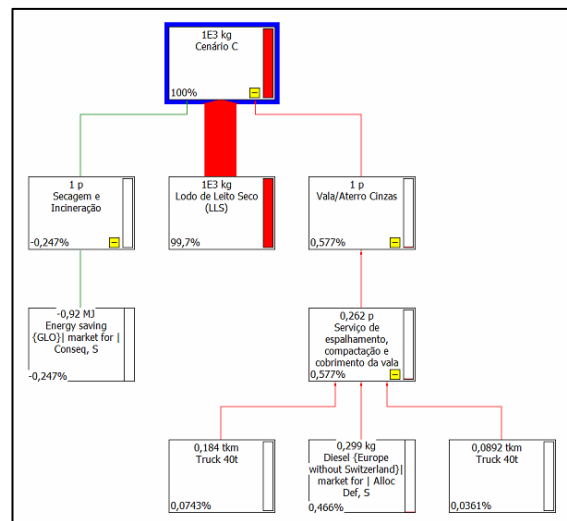 1E3 kg
Cenário C
100%
1 p
Secagem e
Incineração
-0,247%
1E3 kg
Lodo de Leito Seco
(LLS)
99,7%
1 p
Vala/Aterro Cinzas
0,577%
-0,92 MJ
Energy saving
{GLO}| market for |
Conseq, S
-0,247%
0,262 p
Serviço de
espalhamento,
compactação e
cobrimento da vala
0,577%
0,184 tkm
Truck 40t
0,0743%
0,299 kg
Diesel {Europe
without Switzerland}|
market for | Alloc
Def, S
0,466%
0,0892 tkm
Truck 40t
0,0361%